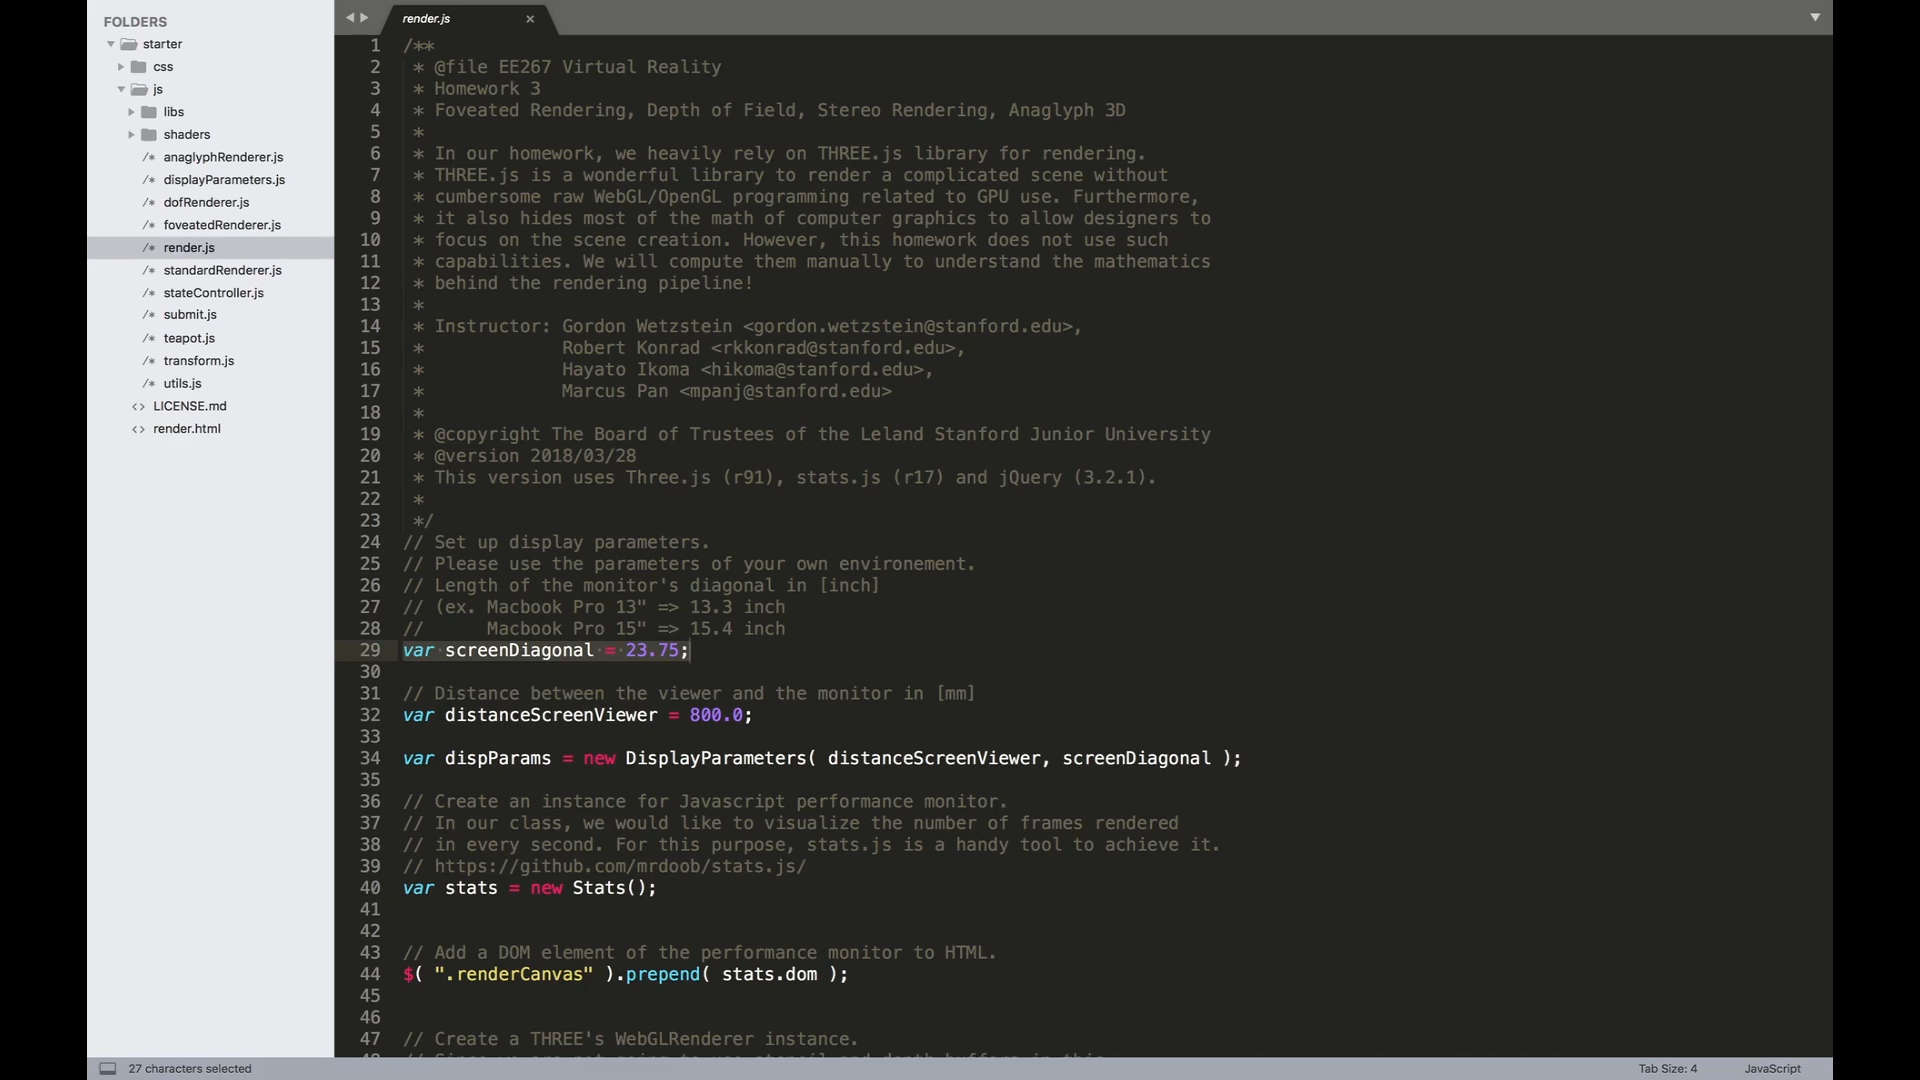 FOLDERS
starter
css
js
libs
shaders
/* anaglyphRenderer.js
/* displayParameters.js
/* dofRenderer.js
/* foveatedRenderer.js
/* render.js
/* standardRenderer.js
/* stateController.js
/* submit.js
/* teapot.js
/* transform.js
/* utils.js
<> LICENSE.md
<> render.html
render.js ×
1 /**
2 * @file EE267 Virtual Reality
3 * Homework 3
4 * Foveated Rendering, Depth of Field, Stereo Rendering, Anaglyph 3D
5 *
6 * In our homework, we heavily rely on THREE.js library for rendering.
7 * THREE.js is a wonderful library to render a complicated scene without
8 * cumbersome raw WebGL/OpenGL programming related to GPU use. Furthermore,
9 * it also hides most of the math of computer graphics to allow designers to
10 * focus on the scene creation. However, this homework does not use such
11 * capabilities. We will compute them manually to understand the mathematics
12 * behind the rendering pipeline!
13 *
14 * Instructor: Gordon Wetzstein <gordon.wetzstein@stanford.edu>,
15 * Robert Konrad <rkkonrad@stanford.edu>,
16 * Hayato Ikoma <hikoma@stanford.edu>,
17 * Marcus Pan <mpanj@stanford.edu>
18 *
19 * @copyright The Board of Trustees of the Leland Stanford Junior University
20 * @version 2018/03/28
21 * This version uses Three.js (r91), stats.js (r17) and jQuery (3.2.1).
22 *
23 */
24 // Set up display parameters.
25 // Please use the parameters of your own environement.
26 // Length of the monitor's diagonal in [inch]
27 // (ex. Macbook Pro 13" => 13.3 inch
28 // Macbook Pro 15" => 15.4 inch
29 var screenDiagonal = 23.75;
30
31 // Distance between the viewer and the monitor in [mm]
32 var distanceScreenViewer = 800.0;
33
34 var dispParams = new DisplayParameters( distanceScreenViewer, screenDiagonal );
35
36 // Create an instance for Javascript performance monitor.
37 // In our class, we would like to visualize the number of frames rendered
38 // in every second. For this purpose, stats.js is a handy tool to achieve it.
39 // https://github.com/mrdoob/stats.js/
40 var stats = new Stats();
41
42
43 // Add a DOM element of the performance monitor to HTML.
44 $( ".renderCanvas" ).prepend( stats.dom );
45
46
47 // Create a THREE's WebGLRenderer instance.
27 characters selected
Tab Size: 4
JavaScript